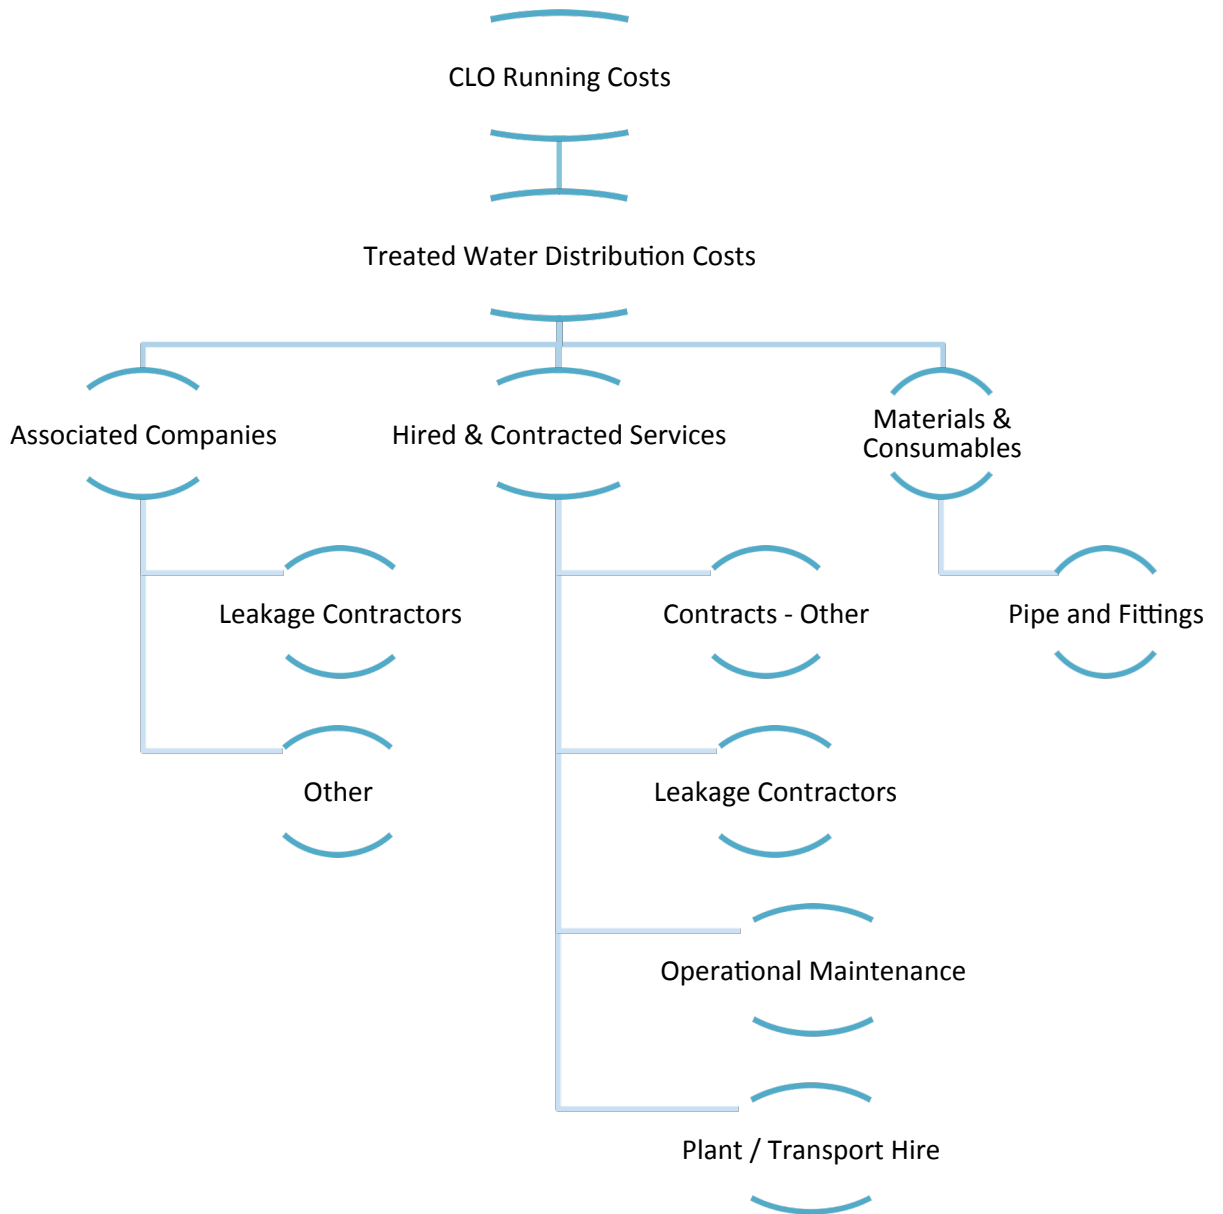 CLO Running Costs
Treated Water Distribution Costs
Associated Companies
Hired & Contracted Services
Materials &
Consumables
Leakage Contractors
Contracts - Other
Pipe and Fittings
Other
Leakage Contractors
Operational Maintenance
Plant / Transport Hire